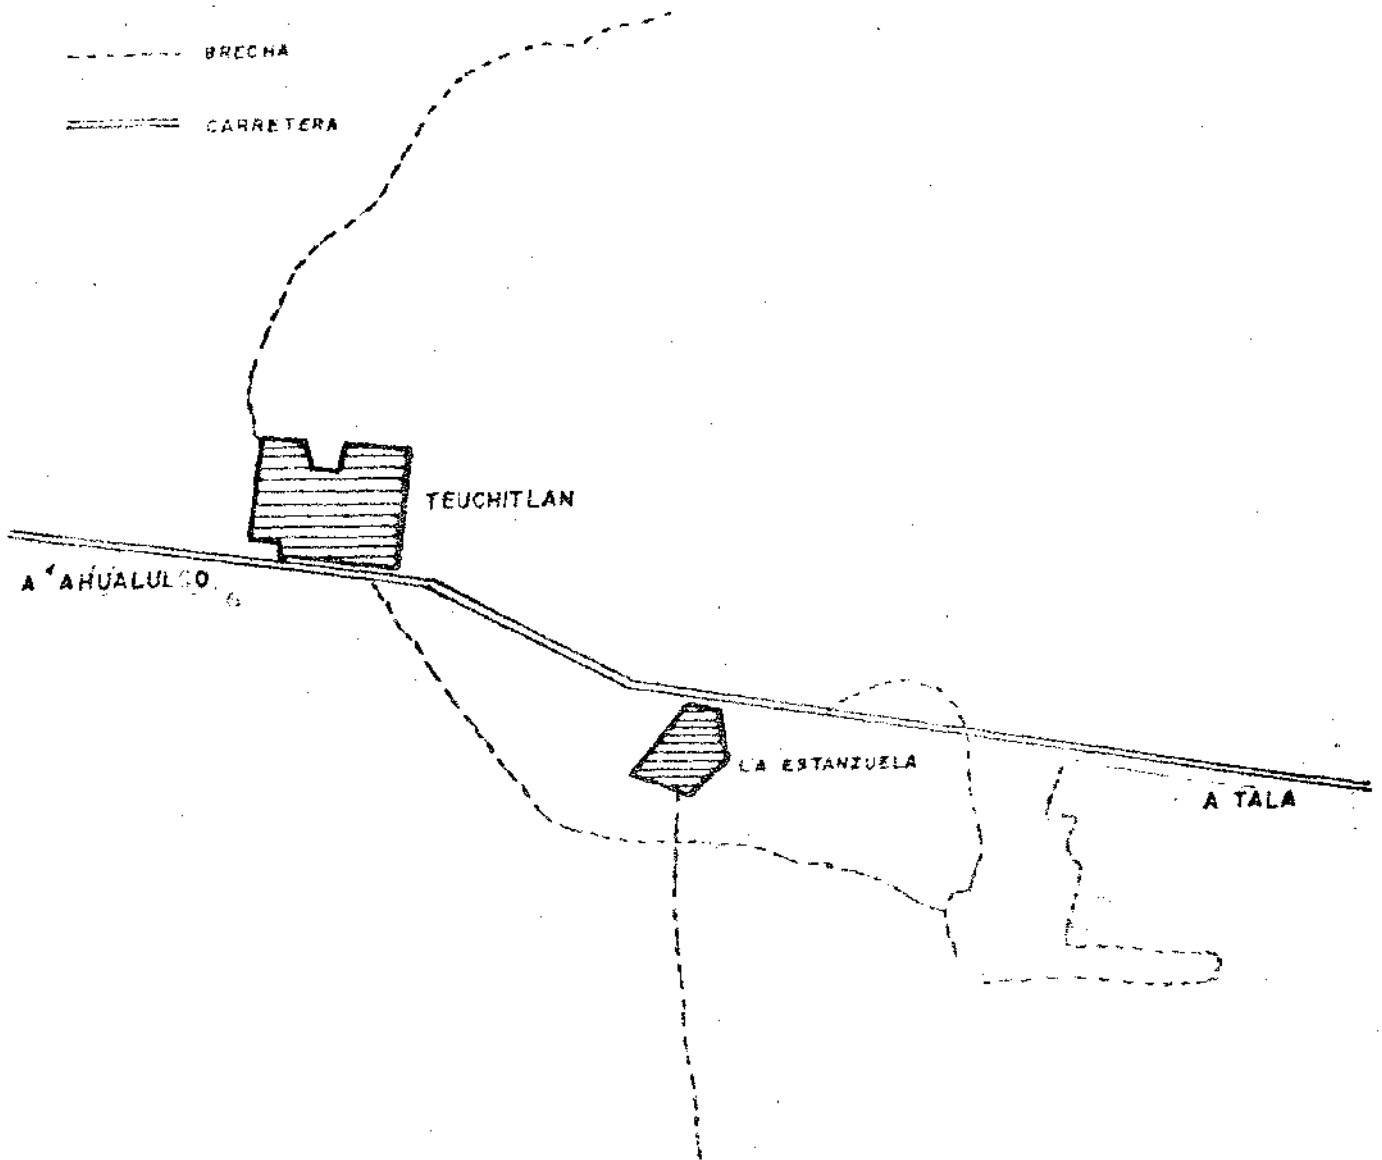 BRECHA
CARRETERA
TEUCHITLAN
A AHUALULCO
LA ESTANZUELA
A TALA